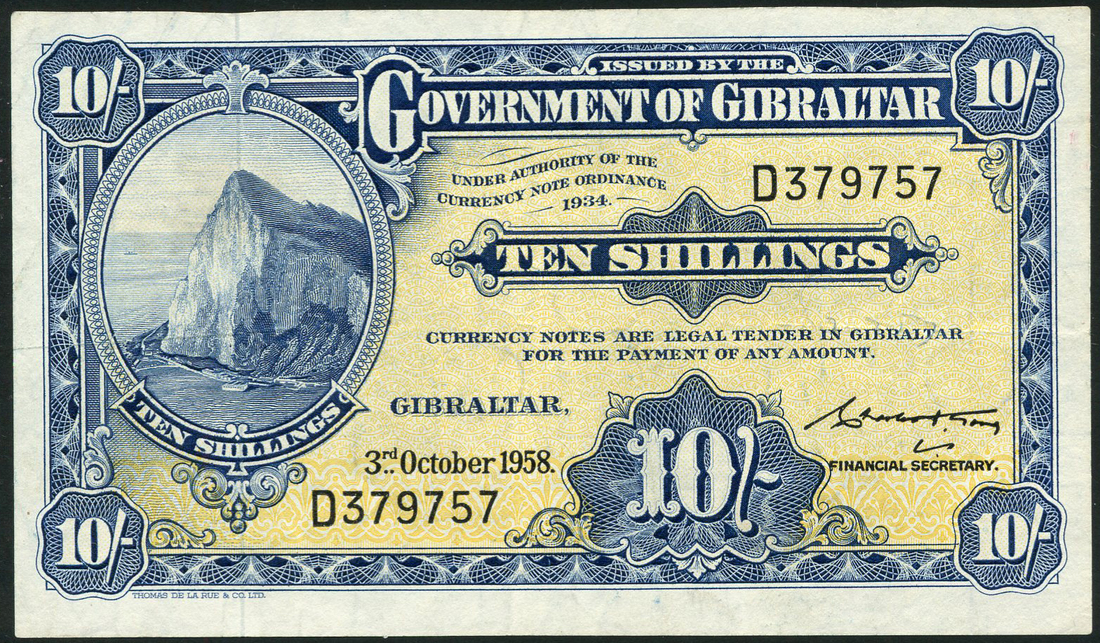 10/-
ISSUED BY THE
10/-
GOVERNMENT OF GIBRALTAR
UNDER AUTHORITY OF THE
CURRENCY NOTE ORDINANCE
1934.
D379757
TEN SHILLINGS
CURRENCY NOTES ARE LEGAL TENDER IN GIBRALTAR
FOR THE PAYMENT OF ANY AMOUNT.
TEN SHILLINGS
GIBRALTAR,
3rd. October 1958.
10/-
FINANCIAL SECRETARY.
D379757
10/-
10/-
THOMAS DE LA RUE & CO. LTD.